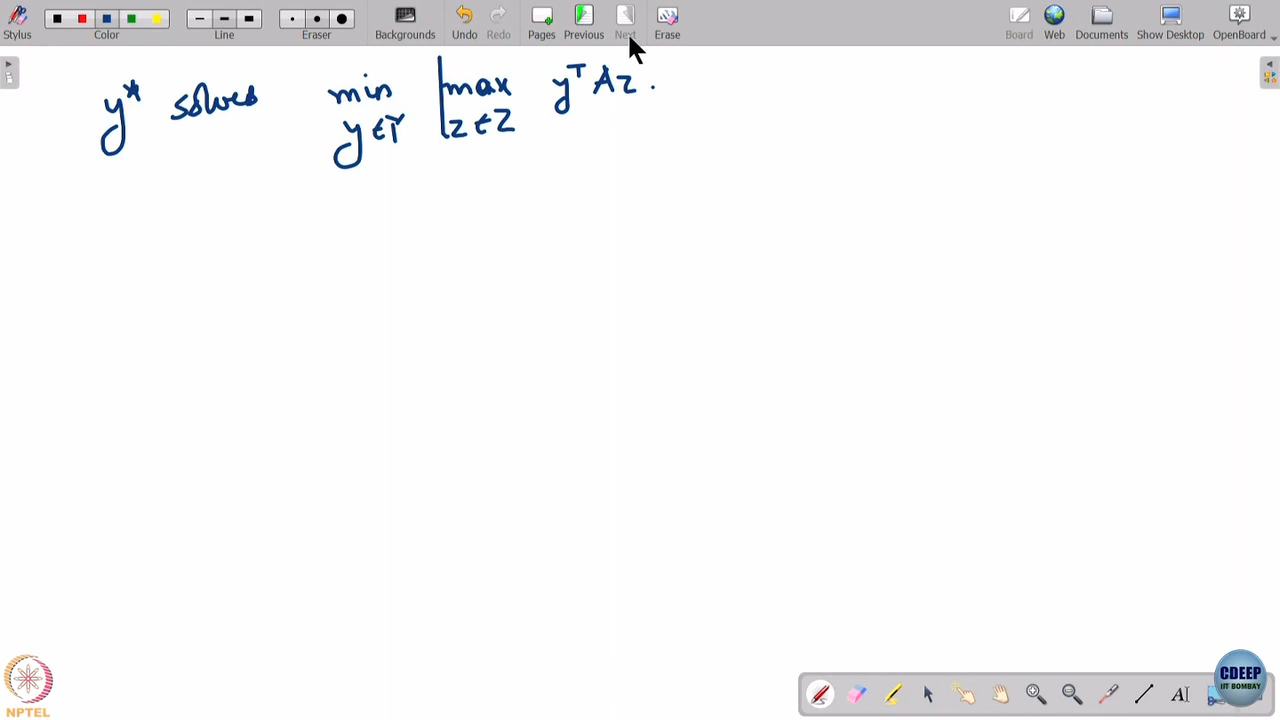 Stylus Color Line Eraser Backgrounds Undo Redo Pages Previous Next Erase Board Web Documents Show Desktop OpenBoard
y* solves min max y^T A z .
y ∈ Y z ∈ Z
NPTEL
CDEEP
IIT BOMBAY